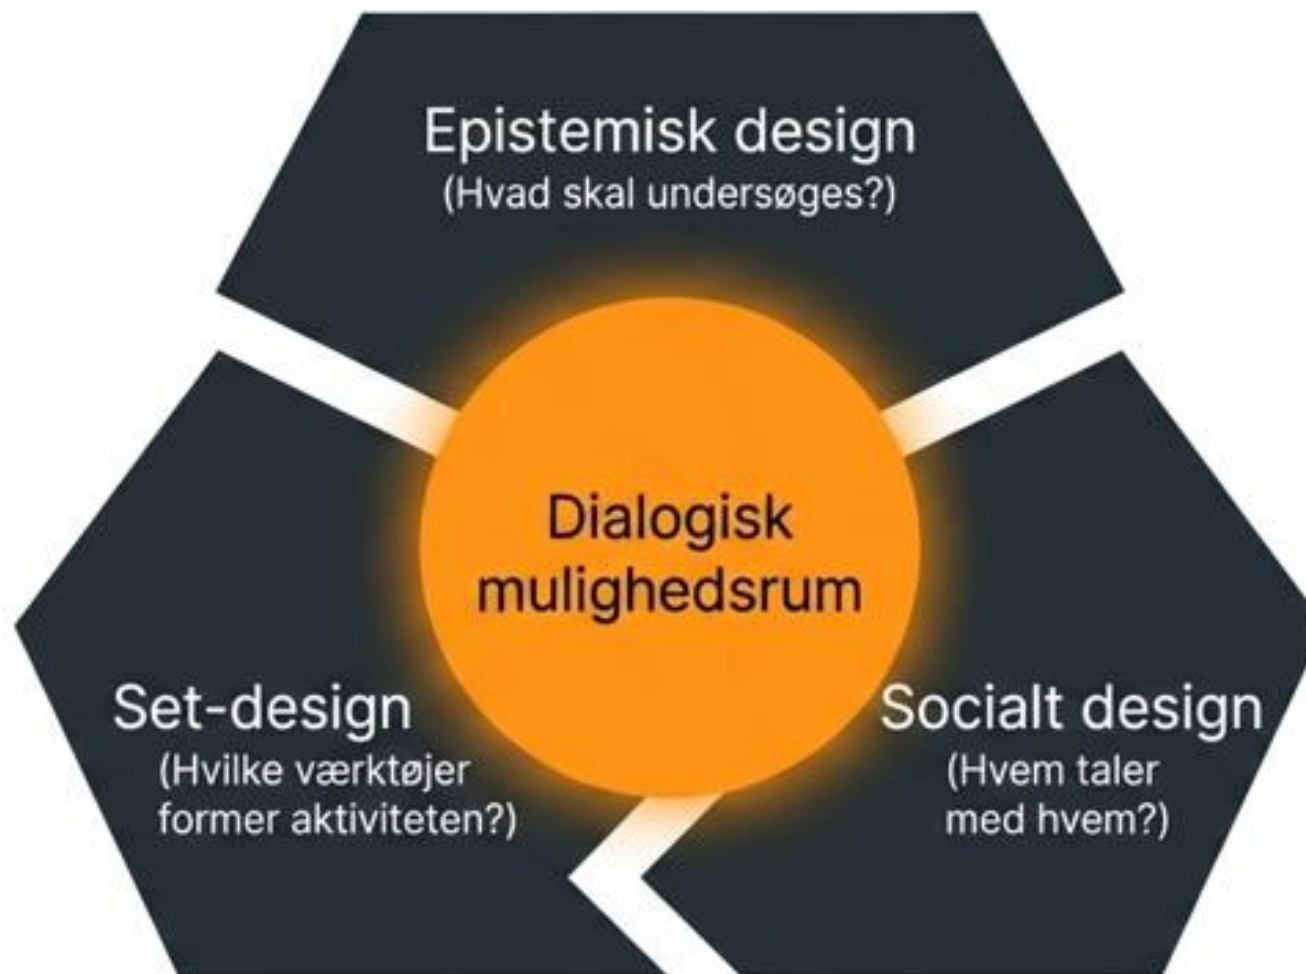 Epistemisk design
(Hvad skal undersøges?)
Dialogisk
mulighedsrum
Set-design
(Hvilke værktøjer
former aktiviteten?)
Socialt design
(Hvem taler
med hvem?)